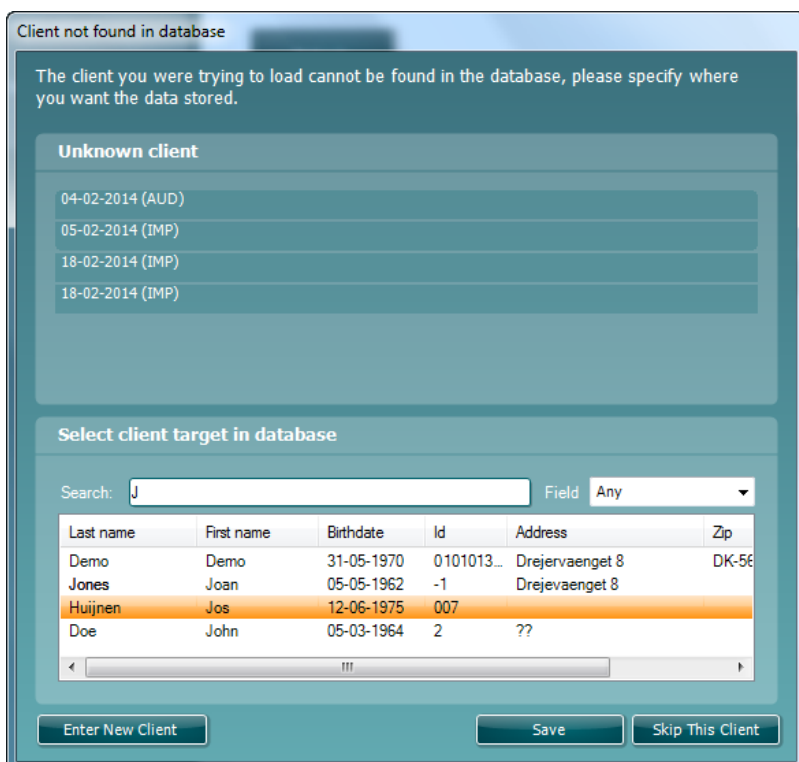 Client not found in database
The client you were trying to load cannot be found in the database, please specify where
you want the data stored.
Unknown client
04-02-2014 (AUD)
05-02-2014 (IMP)
18-02-2014 (IMP)
18-02-2014 (IMP)
Select client target in database
Search: J Field Any
Last name First name Birthdate Id Address Zip
Demo Demo 31-05-1970 0101013... Drejervaenget 8 DK-56
Jones Joan 05-05-1962 -1 Drejevaenget 8
Huijnen Jos 12-06-1975 007
Doe John 05-03-1964 2 ??
Enter New Client Save Skip This Client